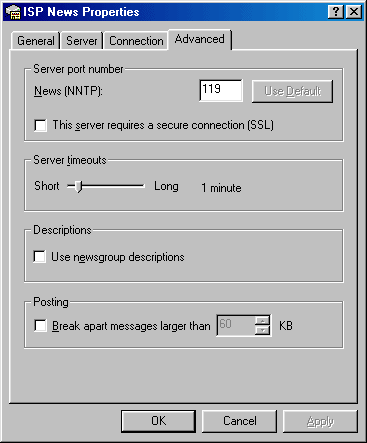 ISP News Properties
General Server Connection Advanced
Server port number
News (NNTP): 119 Use Default
This server requires a secure connection (SSL)
Server timeouts
Short Long 1 minute
Descriptions
Use newsgroup descriptions
Posting
Break apart messages larger than 60 KB
OK Cancel Apply